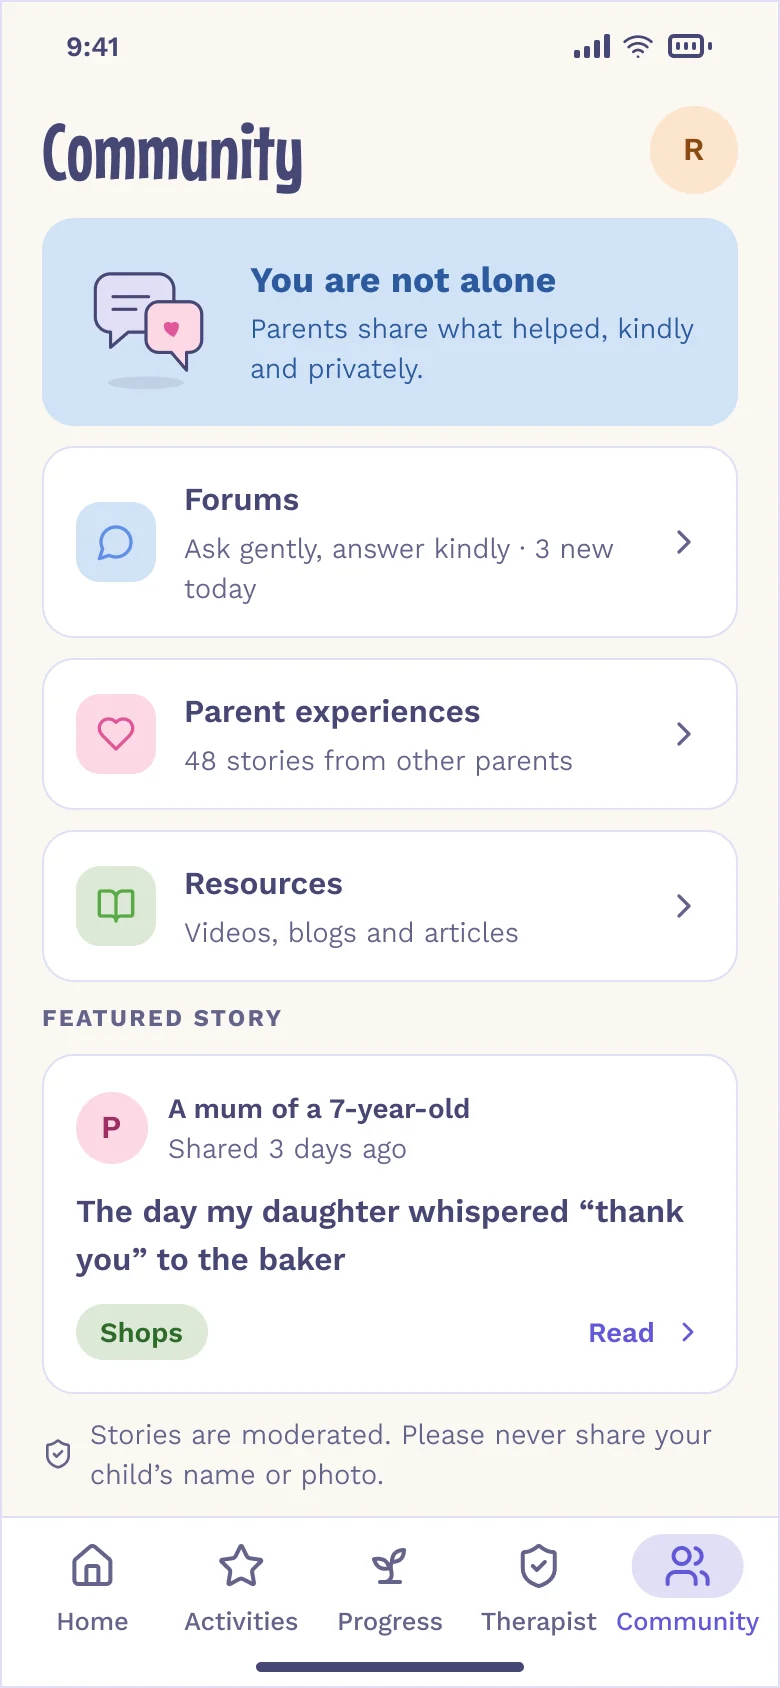 9:41
Community
R
You are not alone
Parents share what helped, kindly
and privately.
Forums
Ask gently, answer kindly · 3 new
today
Parent experiences
48 stories from other parents
Resources
Videos, blogs and articles
FEATURED STORY
P
A mum of a 7-year-old
Shared 3 days ago
The day my daughter whispered “thank
you” to the baker
Shops
Read
Stories are moderated. Please never share your
child’s name or photo.
Home
Activities
Progress
Therapist
Community